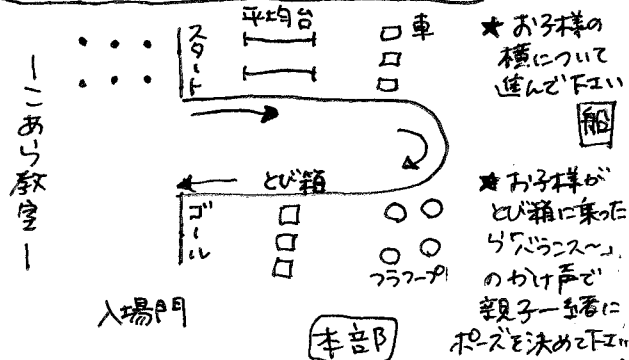 平均台
車
スタート
★お子様の
横について
進んで下さい
船
ーこあら教室ー
とび箱
ゴール
フラフープ
★お子様が
とび箱に乗った
ら「バランス〜」
のかけ声で
親子一緒に
ポーズを決めて下さい
入場門
本部